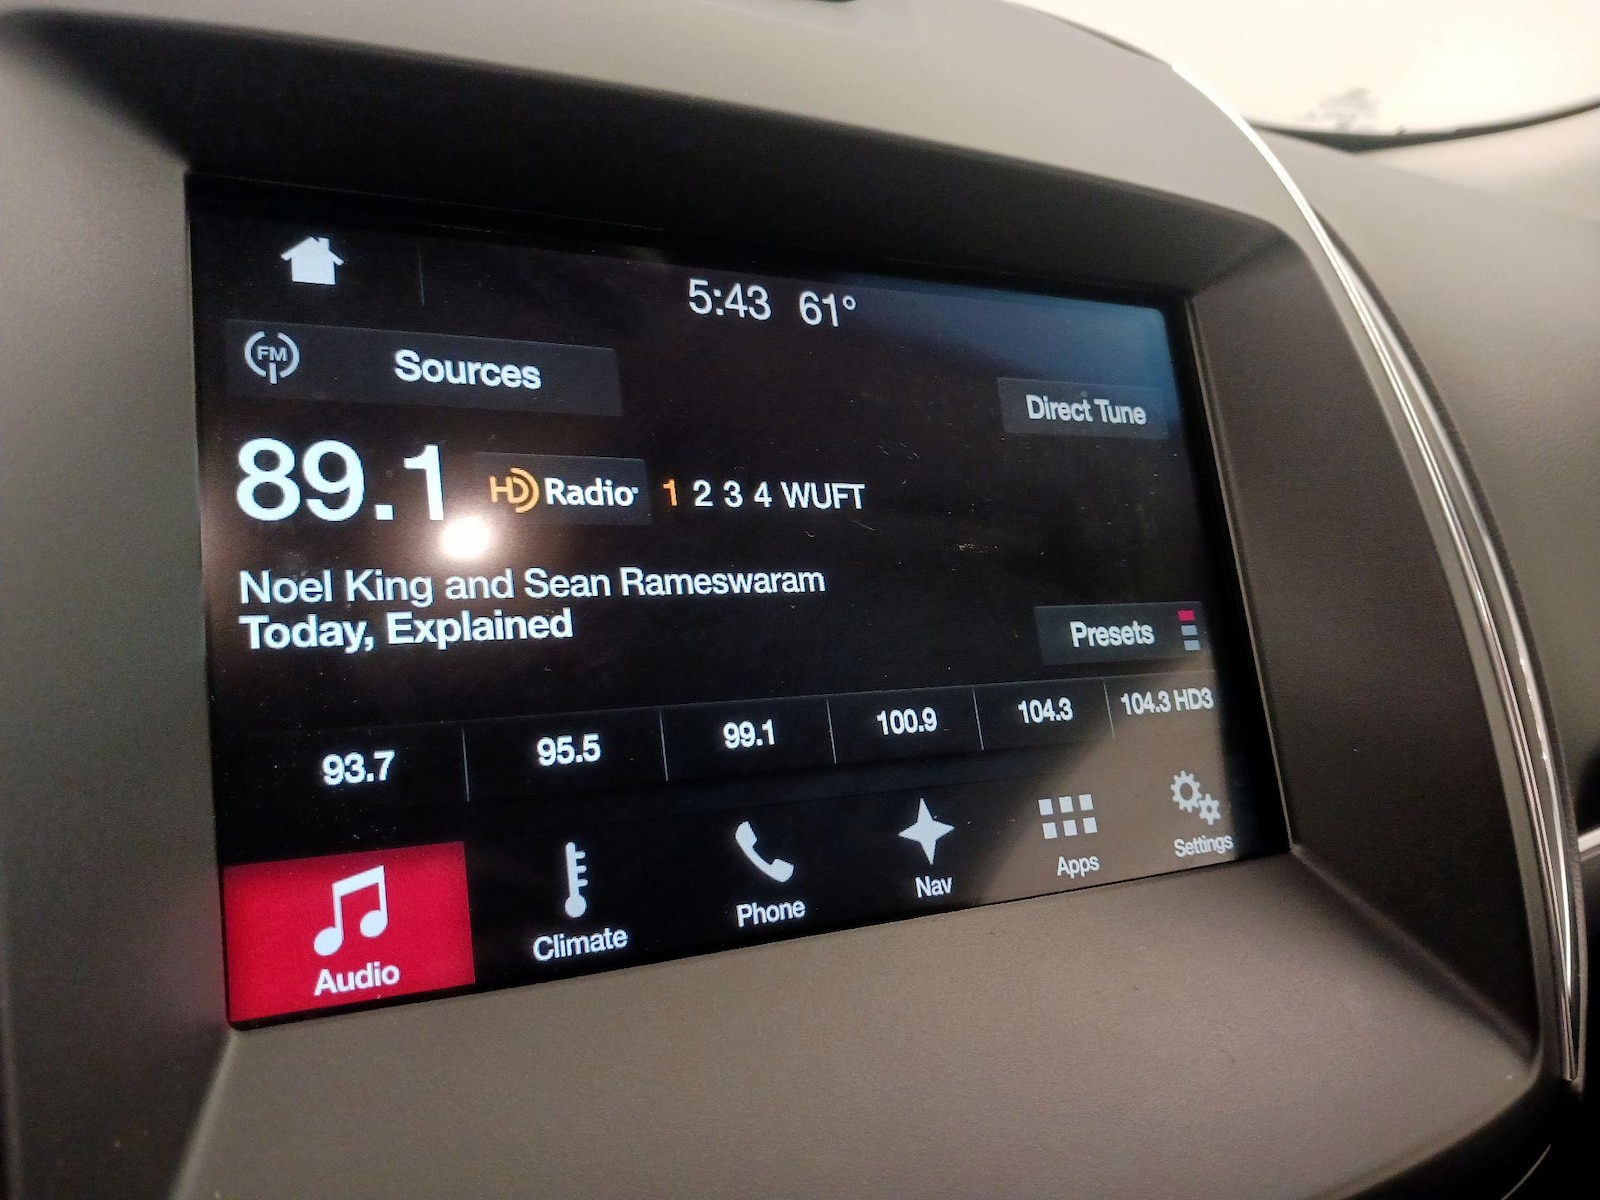 5:43 61°
FM Sources
Direct Tune
89.1 HD Radio 1 2 3 4 WUFT
Noel King and Sean Rameswaram
Today, Explained
Presets
93.7 95.5 99.1 100.9 104.3 104.3 HD3
Audio Climate Phone Nav Apps Settings